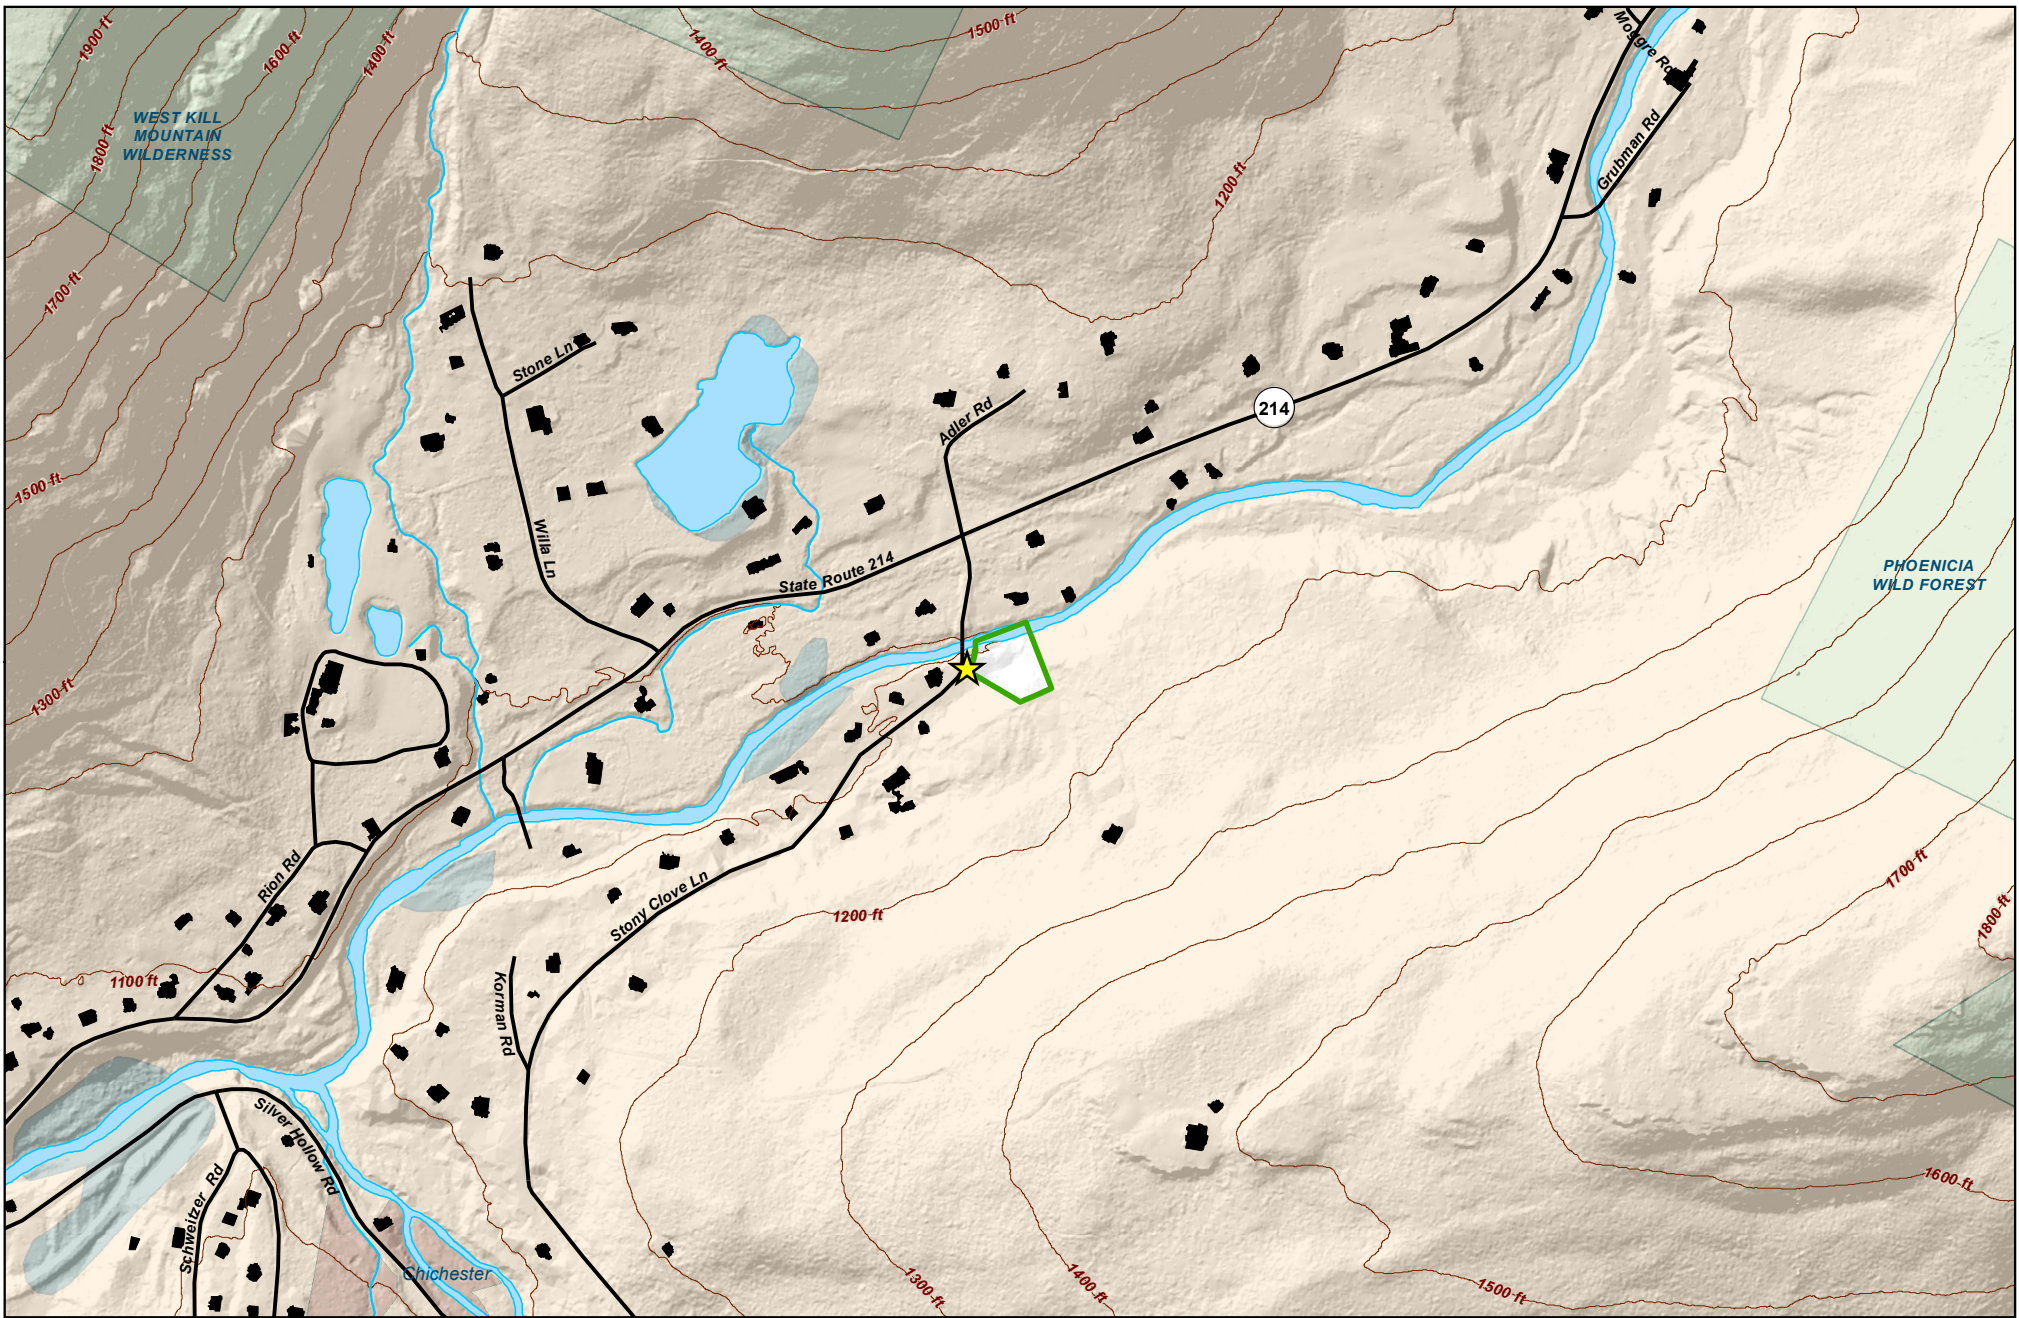 1900 ft
1600 ft
1400 ft
1400 ft
1500 ft
Moggre Rd
WEST KILL
MOUNTAIN
WILDERNESS
1800 ft
Grubman Rd
1200 ft
1700 ft
Stone Ln
Adler Rd
214
1500 ft
Willa Ln
State Route 214
PHOENICIA
WILD FOREST
1300 ft
Rion Rd
1700 ft
Stony Clove Ln
1200 ft
1800 ft
1100 ft
Korman Rd
Silver Hollow Rd
Schweitzer Rd
1600 ft
Chichester
1300 ft
1400 ft
1500 ft